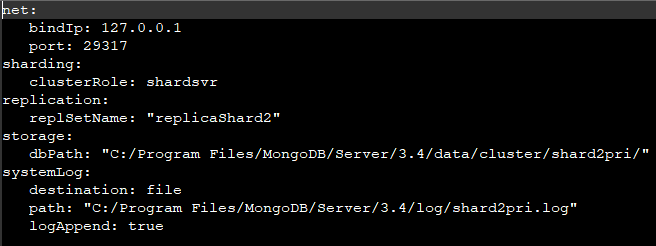 net:
   bindIp: 127.0.0.1
   port: 29317
sharding:
   clusterRole: shardsvr
replication:
   replSetName: "replicaShard2"
storage:
   dbPath: "C:/Program Files/MongoDB/Server/3.4/data/cluster/shard2pri/"
systemLog:
   destination: file
   path: "C:/Program Files/MongoDB/Server/3.4/log/shard2pri.log"
   logAppend: true